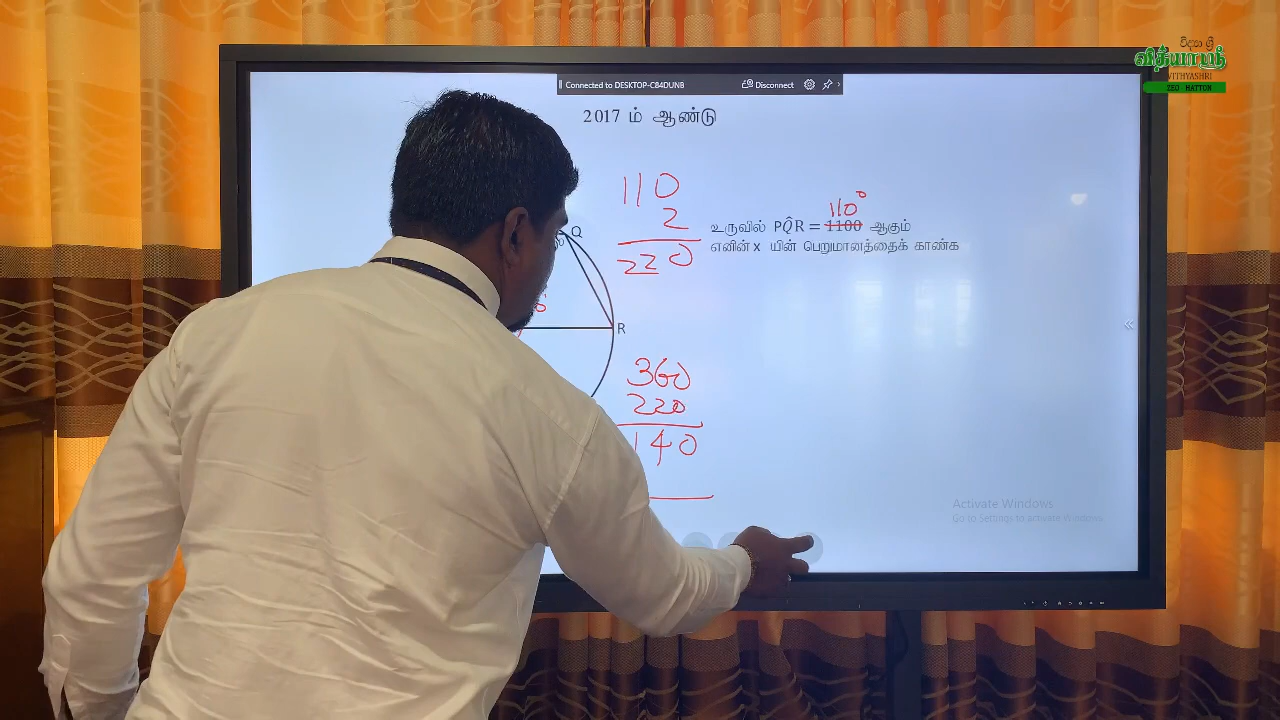 විද්‍යා ශ්‍රී
வித்யாஸ்ரீ
VITHYASHRI
ZEO HATTON
Connected to DESKTOP-C84DUNB
Disconnect
2017 ம் ஆண்டு
110
2
220
110°
உருவில் PQ̂R = 1100 ஆகும்
எனின் x யின் பெறுமானத்தைக் காண்க
Q
R
360
220
140
Activate Windows
Go to Settings to activate Windows.